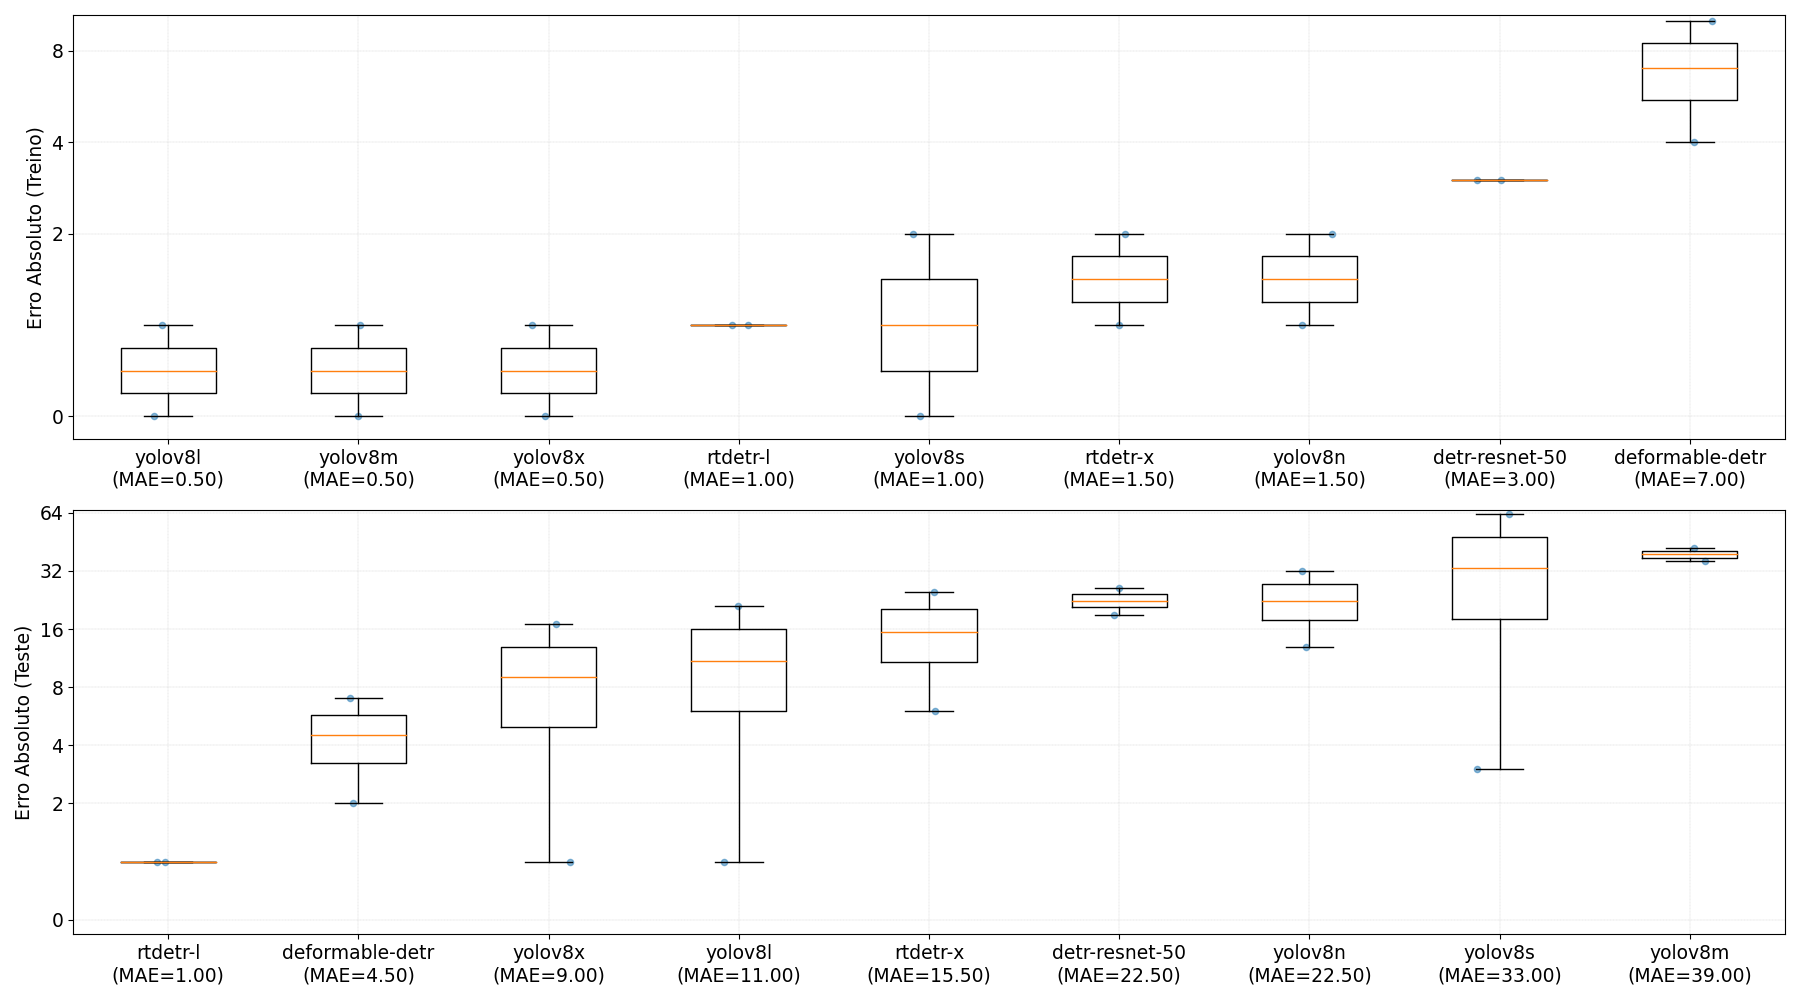 Erro Absoluto (Treino)
8
4
2
0
yolov8l yolov8m yolov8x rtdetr-l yolov8s rtdetr-x yolov8n detr-resnet-50 deformable-detr
(MAE=0.50) (MAE=0.50) (MAE=0.50) (MAE=1.00) (MAE=1.00) (MAE=1.50) (MAE=1.50) (MAE=3.00) (MAE=7.00)
Erro Absoluto (Teste)
64
32
16
8
4
2
0
rtdetr-l deformable-detr yolov8x yolov8l rtdetr-x detr-resnet-50 yolov8n yolov8s yolov8m
(MAE=1.00) (MAE=4.50) (MAE=9.00) (MAE=11.00) (MAE=15.50) (MAE=22.50) (MAE=22.50) (MAE=33.00) (MAE=39.00)